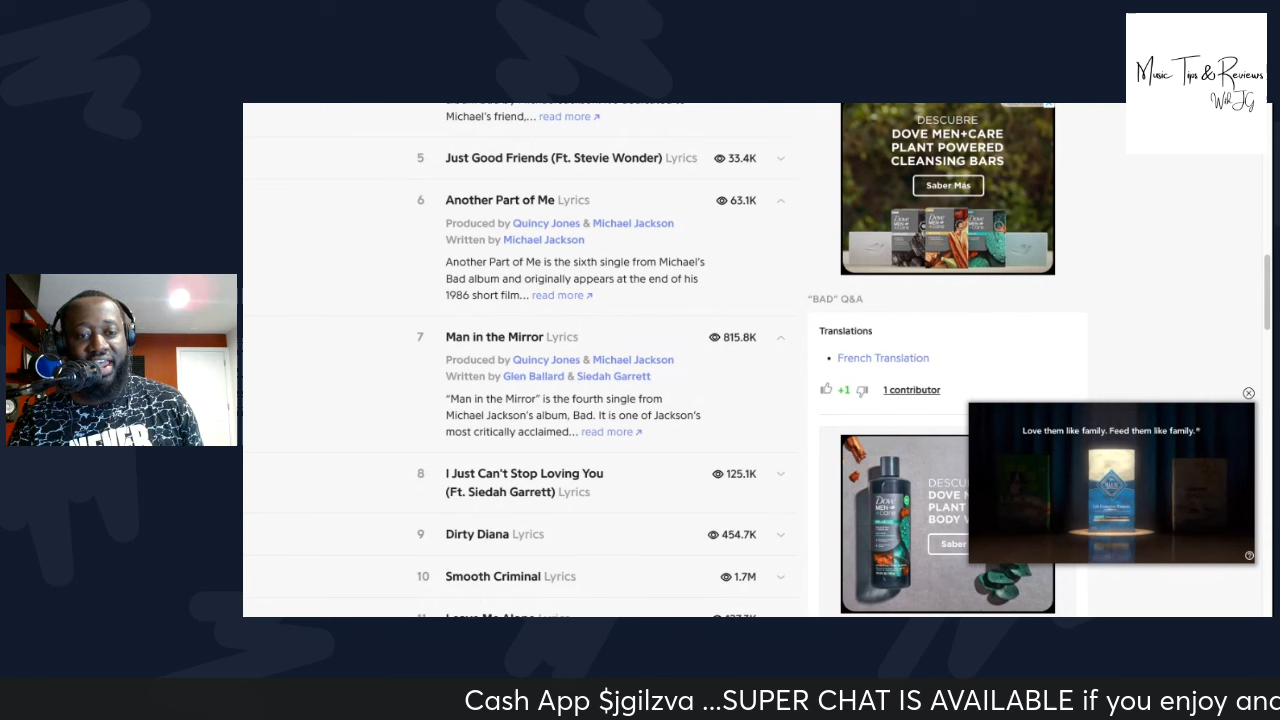 Music Tips & Reviews
With JG
Michael's friend,... read more
5 Just Good Friends (Ft. Stevie Wonder) Lyrics 33.4K
6 Another Part of Me Lyrics 63.1K
Produced by Quincy Jones & Michael Jackson
Written by Michael Jackson
Another Part of Me is the sixth single from Michael's
Bad album and originally appears at the end of his
1986 short film... read more
7 Man in the Mirror Lyrics 815.8K
Produced by Quincy Jones & Michael Jackson
Written by Glen Ballard & Siedah Garrett
“Man in the Mirror” is the fourth single from
Michael Jackson's album, Bad. It is one of Jackson's
most critically acclaimed... read more
8 I Just Can't Stop Loving You 125.1K
(Ft. Siedah Garrett) Lyrics
9 Dirty Diana Lyrics 454.7K
10 Smooth Criminal Lyrics 1.7M
DESCUBRE
DOVE MEN+CARE
PLANT POWERED
CLEANSING BARS
Saber Más
“BAD” Q&A
Translations
• French Translation
+1 1 contributor
DESCU
DOVE M
PLANT
BODY W
Saber
Love them like family. Feed them like family.®
BLUE
NEVER
Cash App $jgilzva ...SUPER CHAT IS AVAILABLE if you enjoy and